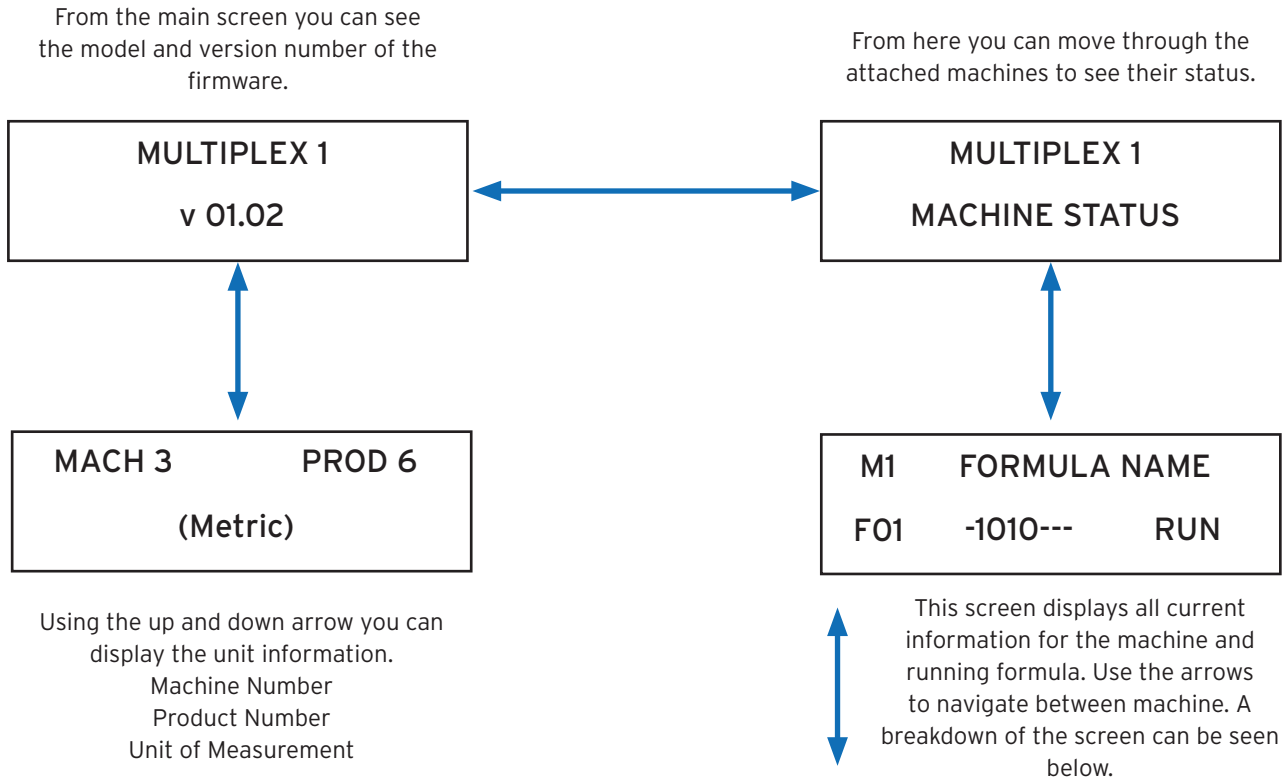 From the main screen you can see
the model and version number of the
firmware.
From here you can move through the
attached machines to see their status.
MULTIPLEX 1
v 01.02
MULTIPLEX 1
MACHINE STATUS
MACH 3 PROD 6
(Metric)
M1 FORMULA NAME
F01 -1010--- RUN
Using the up and down arrow you can
display the unit information.
Machine Number
Product Number
Unit of Measurement
This screen displays all current
information for the machine and
running formula. Use the arrows
to navigate between machine. A
breakdown of the screen can be seen
below.